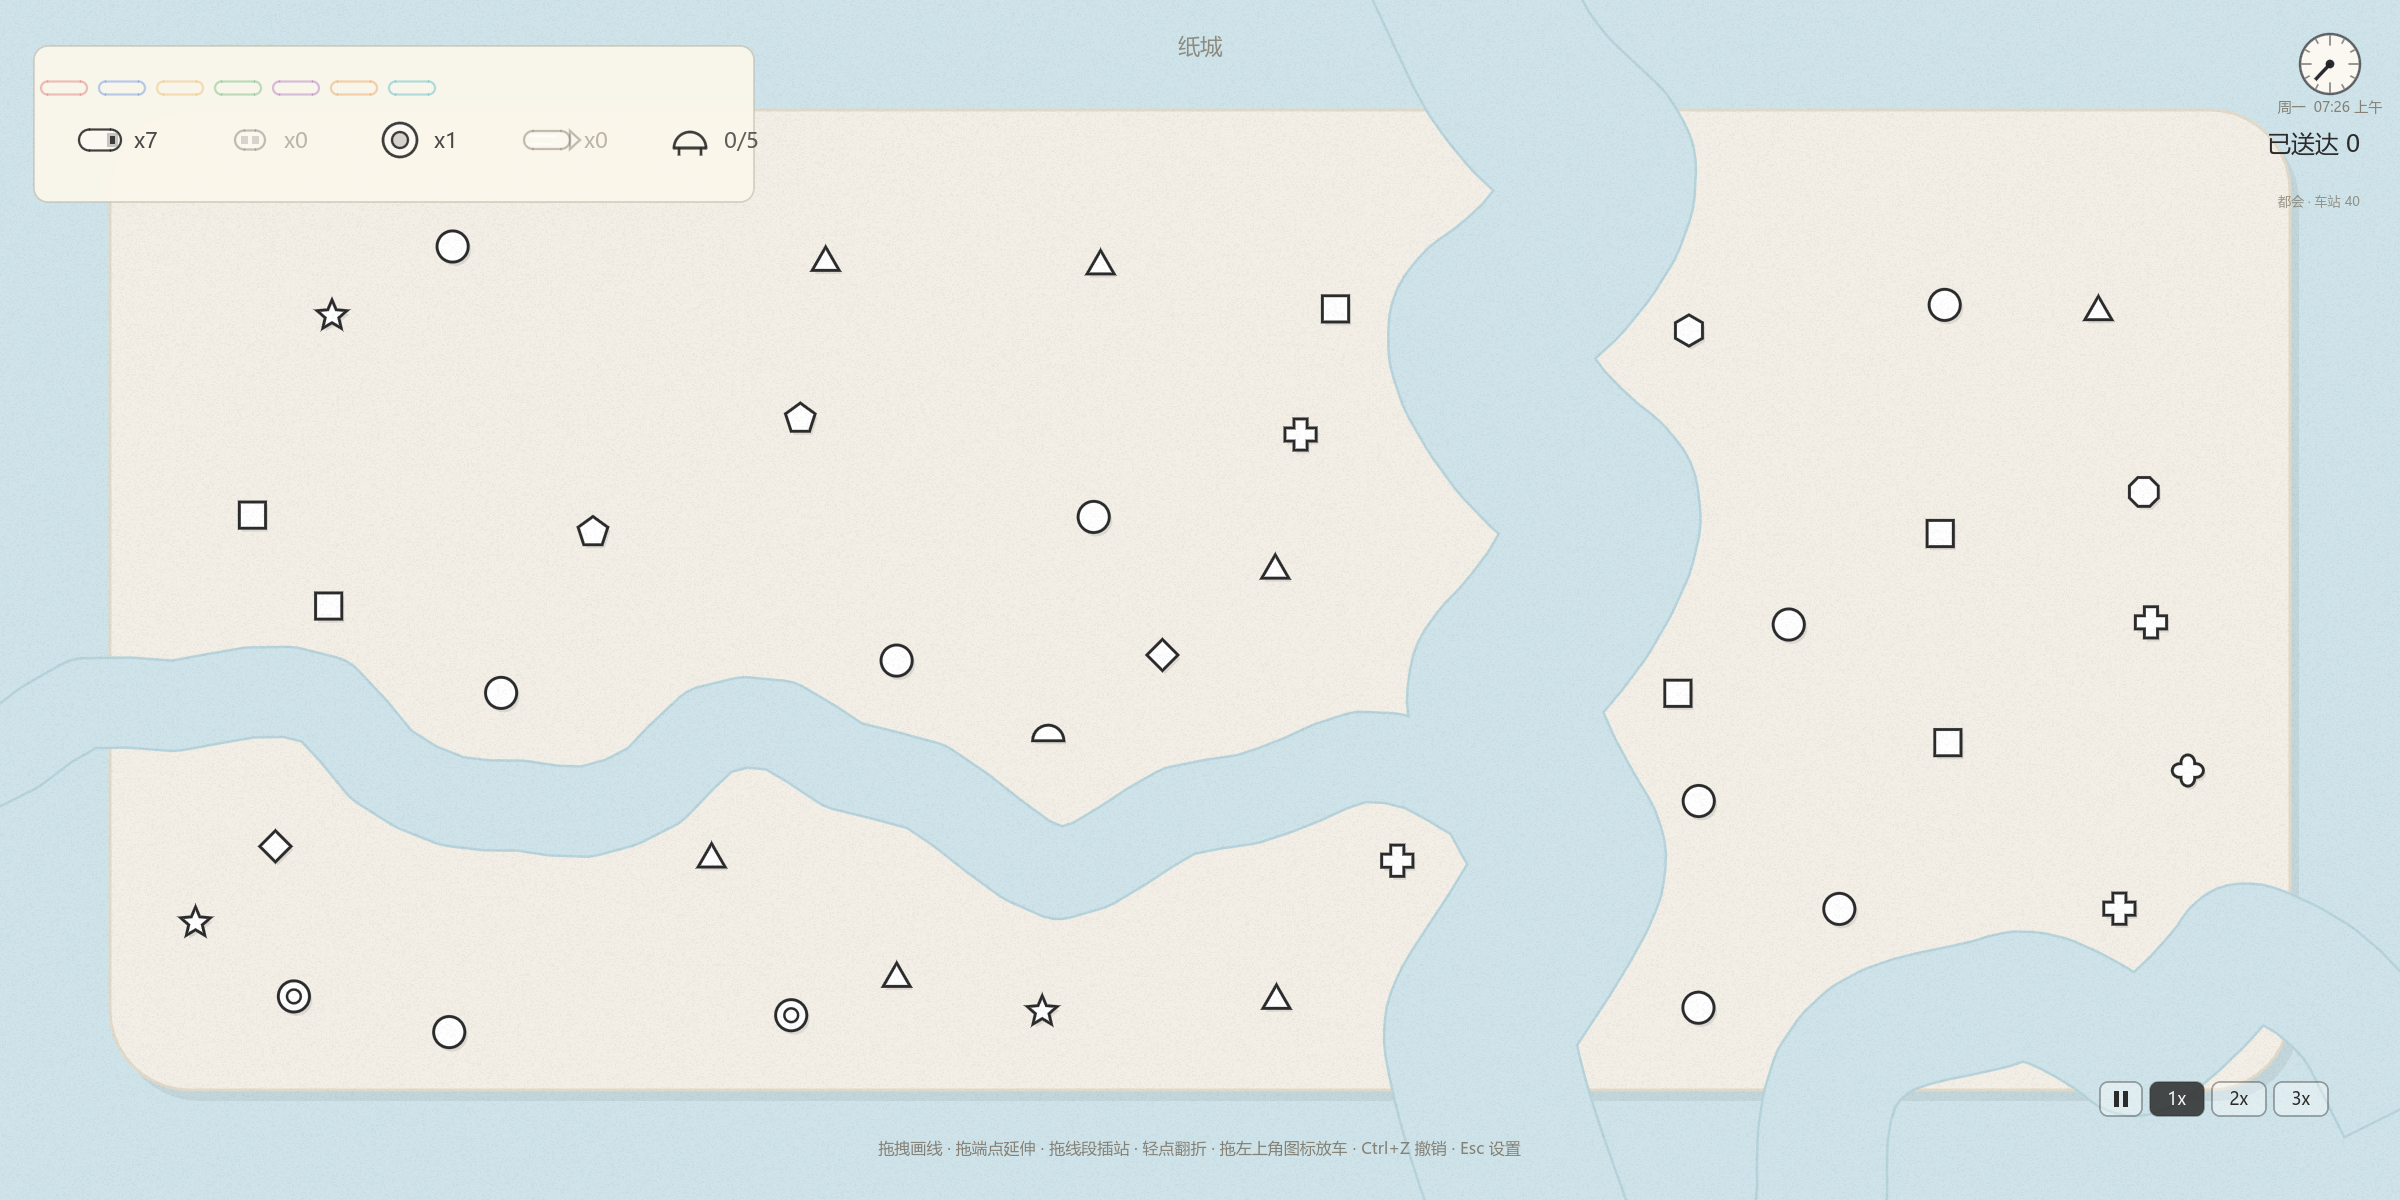 纸城
x7
x0
x1
x0
0/5
周一 07:26 上午
已送达 0
都会 · 车站 40
1x
2x
3x
拖拽画线 · 拖端点延伸 · 拖线段插站 · 轻点翻折 · 拖左上角图标放车 · Ctrl+Z 撤销 · Esc 设置